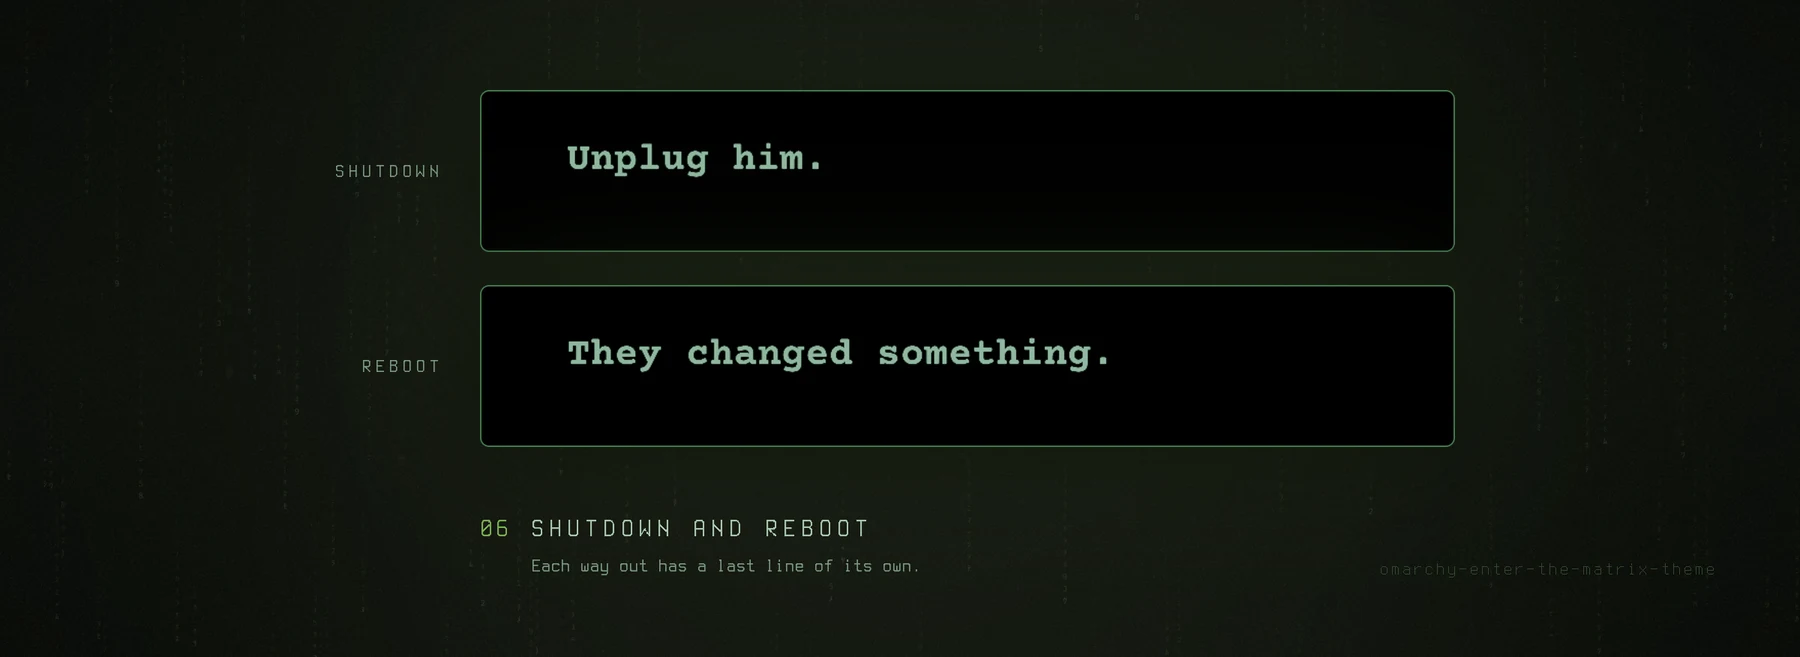 SHUTDOWN
Unplug him.
REBOOT
They changed something.
06 SHUTDOWN AND REBOOT
Each way out has a last line of its own.
omarchy-enter-the-matrix-theme